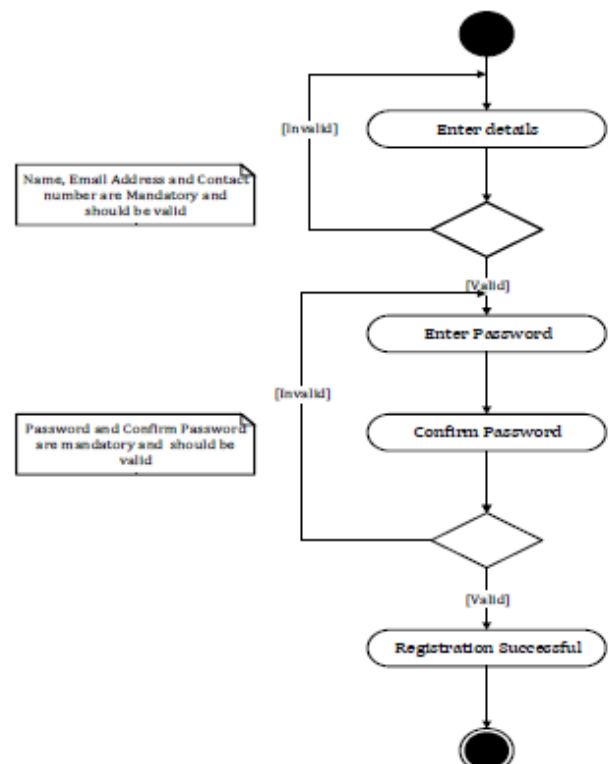 [Invalid]
Enter details
Name, Email Address and Contact
number are Mandatory and
should be valid
[Valid]
Enter Password
[Invalid]
Password and Confirm Password
are mandatory and should be
valid
Confirm Password
[Valid]
Registration Successful